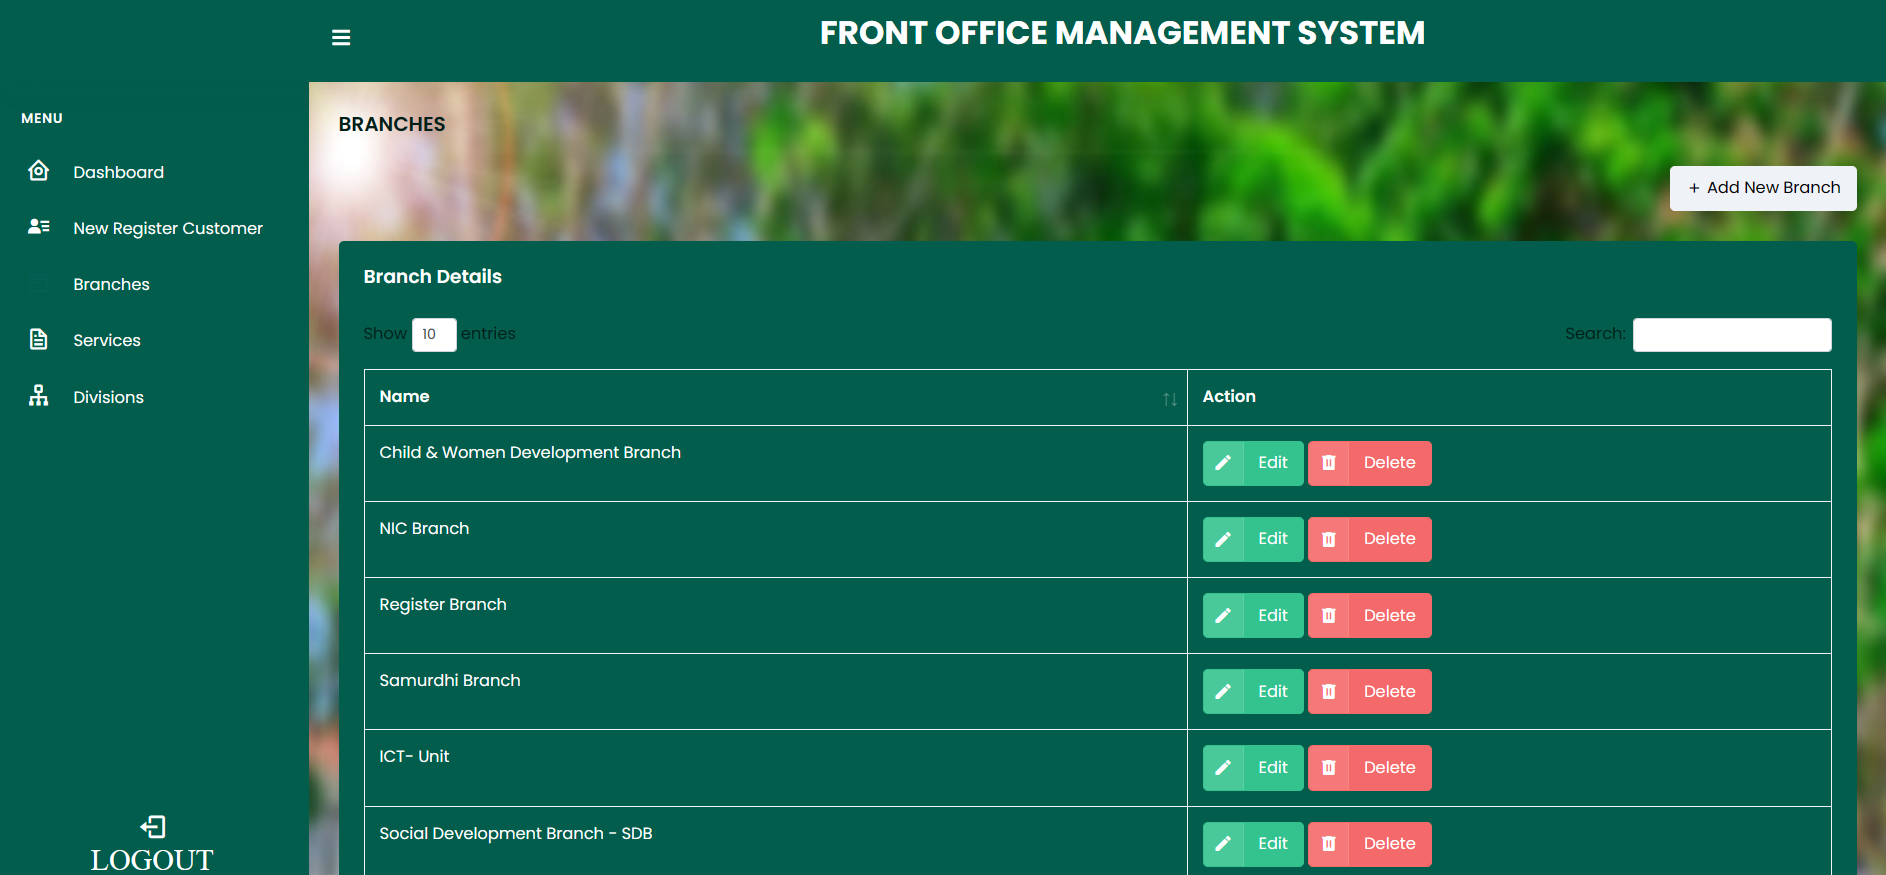 FRONT OFFICE MANAGEMENT SYSTEM
MENU
Dashboard
New Register Customer
Branches
Services
Divisions
LOGOUT
BRANCHES
+ Add New Branch
Branch Details
Show 10 entries
Search:
Name Action
Child & Women Development Branch Edit Delete
NIC Branch Edit Delete
Register Branch Edit Delete
Samurdhi Branch Edit Delete
ICT- Unit Edit Delete
Social Development Branch - SDB Edit Delete